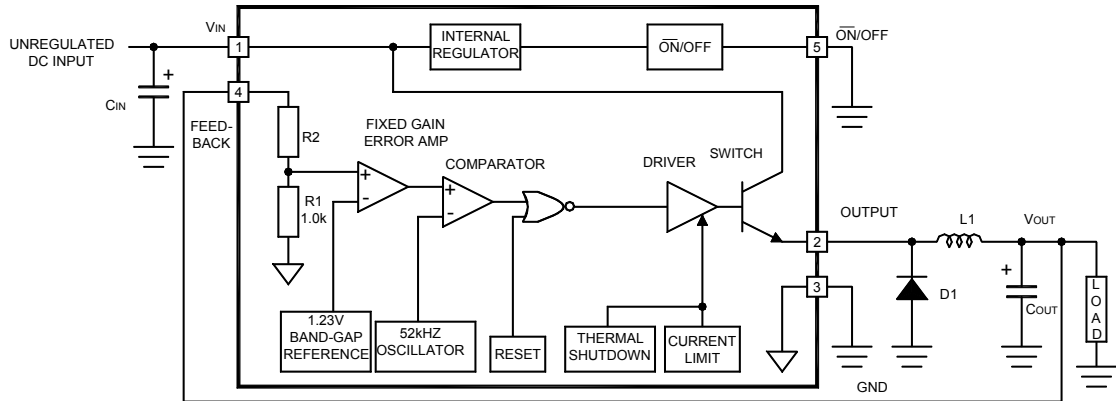 UNREGULATED
DC INPUT
VIN
1
INTERNAL
REGULATOR
ON/OFF
5
ON/OFF
+
CIN
4
FEED-
BACK
R2
R1
1.0k
FIXED GAIN
ERROR AMP
+
-
COMPARATOR
+
-
DRIVER
SWITCH
OUTPUT
2
3
L1
VOUT
+
COUT
D1
LOAD
1.23V
BAND-GAP
REFERENCE
52kHZ
OSCILLATOR
RESET
THERMAL
SHUTDOWN
CURRENT
LIMIT
GND